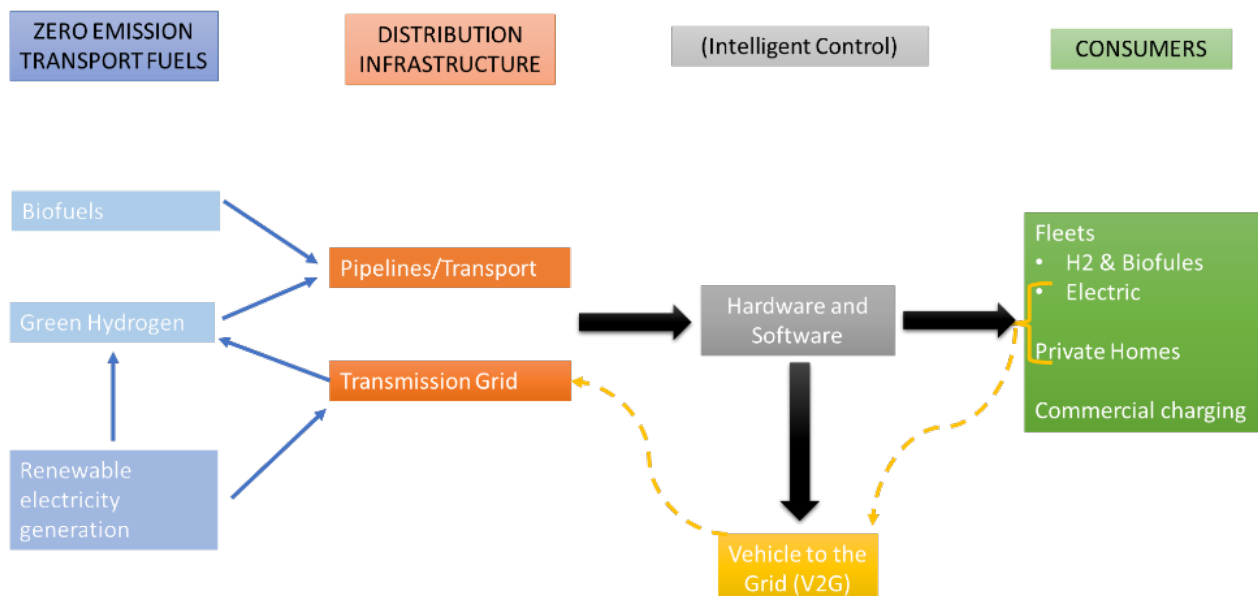 ZERO EMISSION
TRANSPORT FUELS
DISTRIBUTION
INFRASTRUCTURE
(Intelligent Control)
CONSUMERS
Biofuels
Green Hydrogen
Renewable
electricity
generation
Pipelines/Transport
Transmission Grid
Hardware and
Software
Vehicle to the
Grid (V2G)
Fleets
• H2 & Biofules
• Electric
Private Homes
Commercial charging